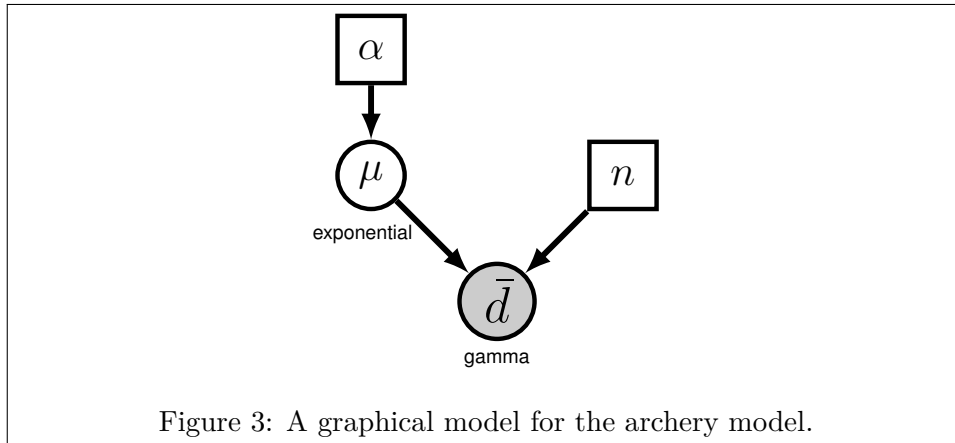 α
μ
n
exponential
d̄
gamma
Figure 3: A graphical model for the archery model.